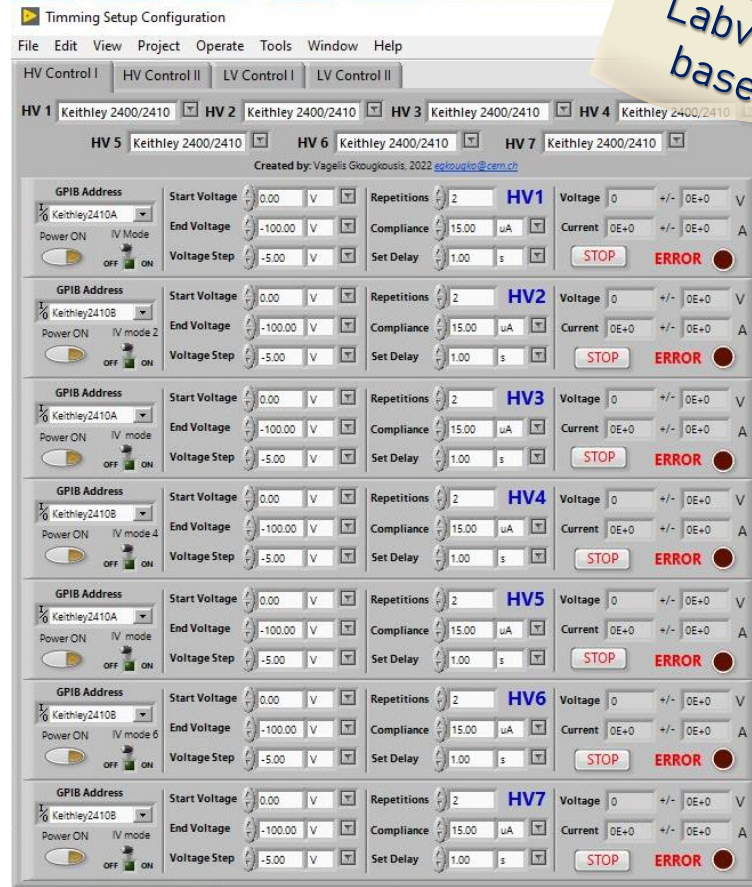 Timming Setup Configuration
Labv
base
File Edit View Project Operate Tools Window Help
HV Control I HV Control II LV Control I LV Control II
HV 1 Keithley 2400/2410 HV 2 Keithley 2400/2410 HV 3 Keithley 2400/2410 HV 4 Keithley 2400/2410
HV 5 Keithley 2400/2410 HV 6 Keithley 2400/2410 HV 7 Keithley 2400/2410
Created by: Vagelis Gkougkousis, 2022 egkougko@cern.ch
GPIB Address Start Voltage 0.00 V Repetitions 2 HV1 Voltage 0 +/- 0E+0 V
Keithley2410A
Power ON IV Mode End Voltage -100.00 V Compliance 15.00 uA Current 0E+0 +/- 0E+0 A
OFF ON Voltage Step -5.00 V Set Delay 1.00 s STOP ERROR
GPIB Address Start Voltage 0.00 V Repetitions 2 HV2 Voltage 0 +/- 0E+0 V
Keithley2410B
Power ON IV mode 2 End Voltage -100.00 V Compliance 15.00 uA Current 0E+0 +/- 0E+0 A
OFF ON Voltage Step -5.00 V Set Delay 1.00 s STOP ERROR
GPIB Address Start Voltage 0.00 V Repetitions 2 HV3 Voltage 0 +/- 0E+0 V
Keithley2410A
Power ON IV mode End Voltage -100.00 V Compliance 15.00 uA Current 0E+0 +/- 0E+0 A
OFF ON Voltage Step -5.00 V Set Delay 1.00 s STOP ERROR
GPIB Address Start Voltage 0.00 V Repetitions 2 HV4 Voltage 0 +/- 0E+0 V
Keithley2410B
Power ON IV mode 4 End Voltage -100.00 V Compliance 15.00 uA Current 0E+0 +/- 0E+0 A
OFF ON Voltage Step -5.00 V Set Delay 1.00 s STOP ERROR
GPIB Address Start Voltage 0.00 V Repetitions 2 HV5 Voltage 0 +/- 0E+0 V
Keithley2410A
Power ON IV mode End Voltage -100.00 V Compliance 15.00 uA Current 0E+0 +/- 0E+0 A
OFF ON Voltage Step -5.00 V Set Delay 1.00 s STOP ERROR
GPIB Address Start Voltage 0.00 V Repetitions 2 HV6 Voltage 0 +/- 0E+0 V
Keithley2410B
Power ON IV mode 6 End Voltage -100.00 V Compliance 15.00 uA Current 0E+0 +/- 0E+0 A
OFF ON Voltage Step -5.00 V Set Delay 1.00 s STOP ERROR
GPIB Address Start Voltage 0.00 V Repetitions 2 HV7 Voltage 0 +/- 0E+0 V
Keithley2410B
Power ON IV mode End Voltage -100.00 V Compliance 15.00 uA Current 0E+0 +/- 0E+0 A
OFF ON Voltage Step -5.00 V Set Delay 1.00 s STOP ERROR